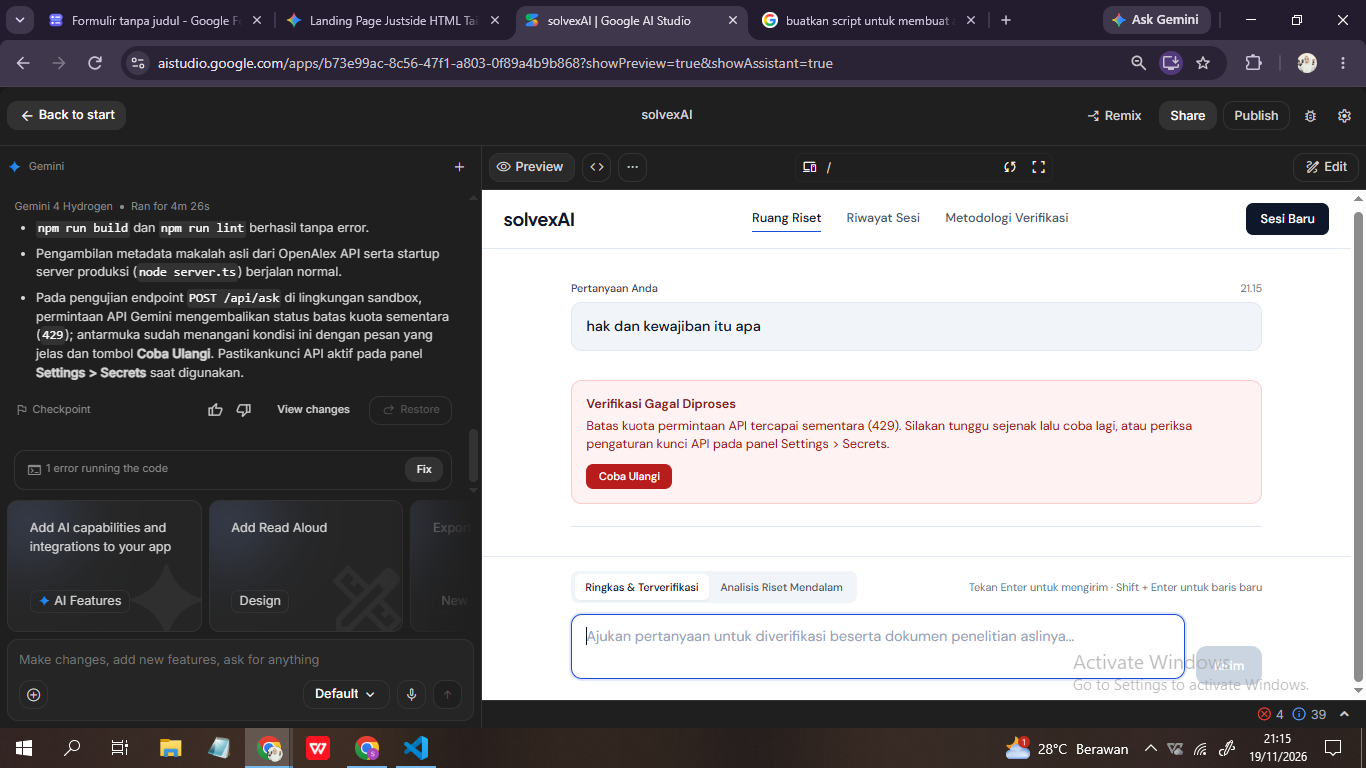 Formulir tanpa judul - Google Fo
Landing Page Justside HTML Tai
solvexAI | Google AI Studio
buatkan script untuk membuat a
Ask Gemini
aistudio.google.com/apps/b73e99ac-8c56-47f1-a803-0f89a4b9b868?showPreview=true&showAssistant=true
Back to start
solvexAI
Remix
Share
Publish
Gemini
Preview
/
Edit
Gemini 4 Hydrogen • Ran for 4m 26s
• npm run build dan npm run lint berhasil tanpa error.
• Pengambilan metadata makalah asli dari OpenAlex API serta startup
server produksi (node server.ts) berjalan normal.
• Pada pengujian endpoint POST /api/ask di lingkungan sandbox,
permintaan API Gemini mengembalikan status batas kuota sementara
(429); antarmuka sudah menangani kondisi ini dengan pesan yang
jelas dan tombol Coba Ulangi. Pastikankunci API aktif pada panel
Settings > Secrets saat digunakan.
Checkpoint
View changes
Restore
1 error running the code
Fix
Add AI capabilities and
integrations to your app
AI Features
Add Read Aloud
Design
Export
New
Make changes, add new features, ask for anything
Default
solvexAI
Ruang Riset
Riwayat Sesi
Metodologi Verifikasi
Sesi Baru
Pertanyaan Anda
21.15
hak dan kewajiban itu apa
Verifikasi Gagal Diproses
Batas kuota permintaan API tercapai sementara (429). Silakan tunggu sejenak lalu coba lagi, atau periksa
pengaturan kunci API pada panel Settings > Secrets.
Coba Ulangi
Ringkas & Terverifikasi
Analisis Riset Mendalam
Tekan Enter untuk mengirim · Shift + Enter untuk baris baru
Ajukan pertanyaan untuk diverifikasi beserta dokumen penelitian aslinya...
Kirim
Activate Windows
Go to Settings to activate Windows.
4
39
1
28°C Berawan
21:15
19/11/2026